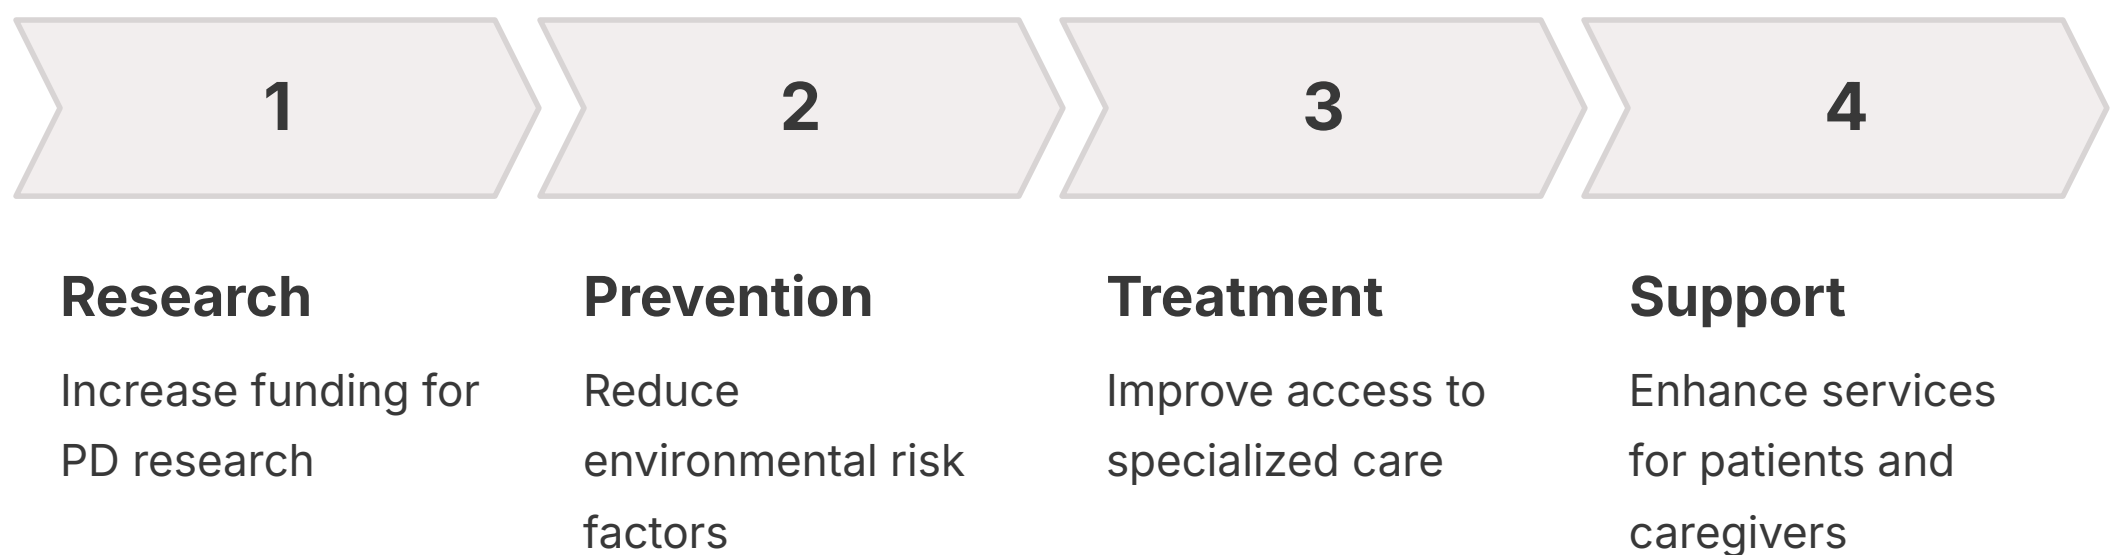 1
2
3
4
Research
Increase funding for
PD research
Prevention
Reduce
environmental risk
factors
Treatment
Improve access to
specialized care
Support
Enhance services
for patients and
caregivers